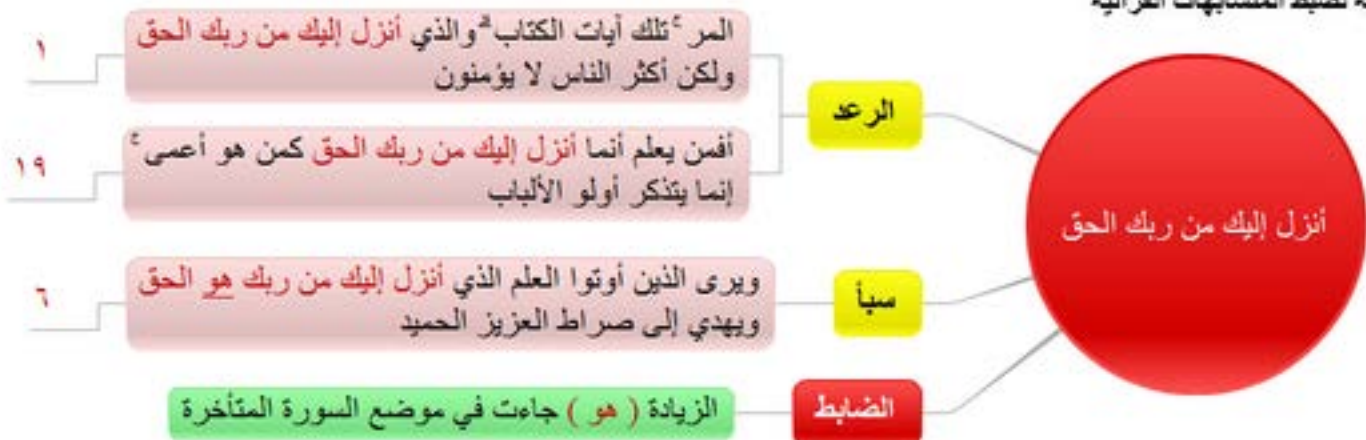 لضبط المتشابهات القرآنية
أنزل إليك من ربك الحق
الرعد
المر ۚ تلك آيات الكتاب ۗ والذي أنزل إليك من ربك الحق
ولكن أكثر الناس لا يؤمنون
١
أفمن يعلم أنما أنزل إليك من ربك الحق كمن هو أعمى ۚ
إنما يتذكر أولو الألباب
١٩
سبأ
ويرى الذين أوتوا العلم الذي أنزل إليك من ربك هو الحق
ويهدي إلى صراط العزيز الحميد
٦
الضابط
الزيادة ( هو ) جاءت في موضع السورة المتأخرة